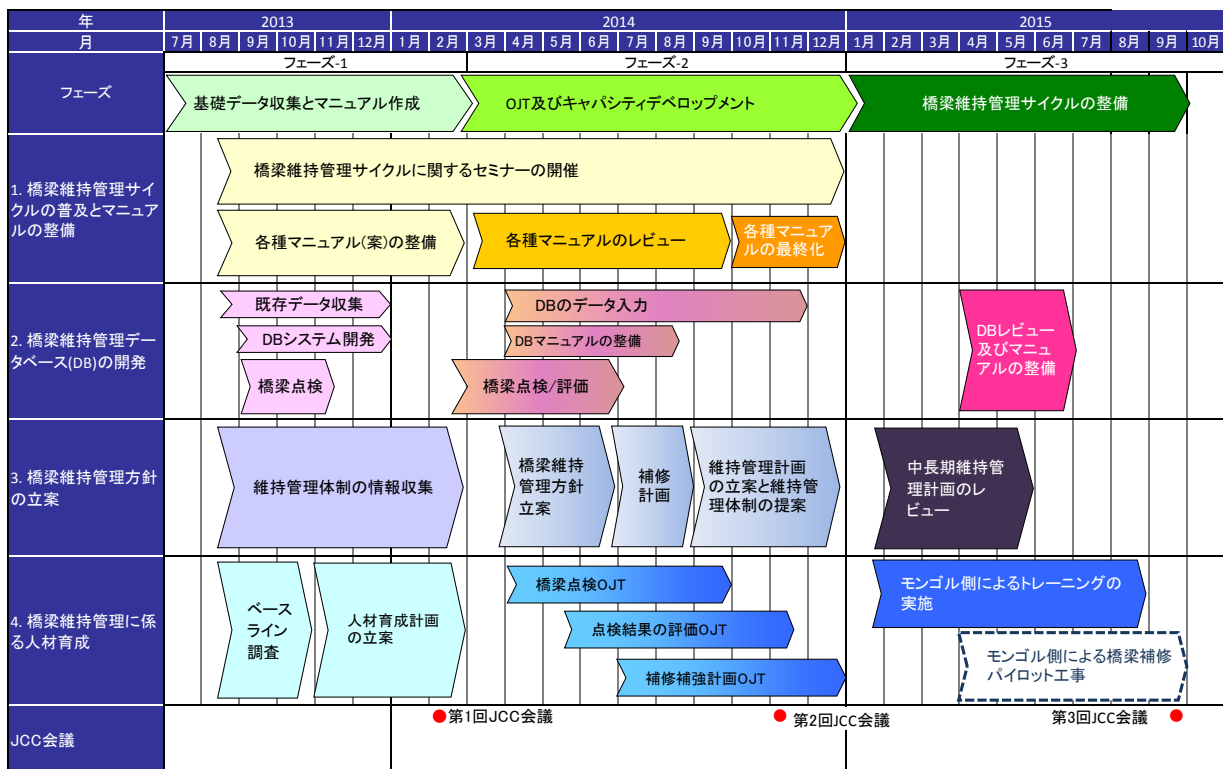 年
2013
2014
2015
月
7月 8月 9月 10月 11月 12月 1月 2月 3月 4月 5月 6月 7月 8月 9月 10月 11月 12月 1月 2月 3月 4月 5月 6月 7月 8月 9月 10月
フェーズ-1
フェーズ-2
フェーズ-3
フェーズ
基礎データ収集とマニュアル作成
OJT及びキャパシティデベロップメント
橋梁維持管理サイクルの整備
1. 橋梁維持管理サイ
クルの普及とマニュア
ルの整備
橋梁維持管理サイクルに関するセミナーの開催
各種マニュアル(案)の整備
各種マニュアルのレビュー
各種マニュア
ルの最終化
2. 橋梁維持管理デー
タベース(DB)の開発
既存データ収集
DBシステム開発
橋梁点検
DBのデータ入力
DBマニュアルの整備
橋梁点検/評価
DBレビュー
及びマニュ
アルの整備
3. 橋梁維持管理方針
の立案
維持管理体制の情報収集
橋梁維持
管理方針
立案
補修
計画
維持管理計画
の立案と維持管
理体制の提案
中長期維持管
理計画のレ
ビュー
4. 橋梁維持管理に係
る人材育成
ベース
ライン
調査
人材育成計画
の立案
橋梁点検OJT
点検結果の評価OJT
補修補強計画OJT
モンゴル側によるトレーニングの
実施
モンゴル側による橋梁補修
パイロット工事
JCC会議
第1回JCC会議
第2回JCC会議
第3回JCC会議